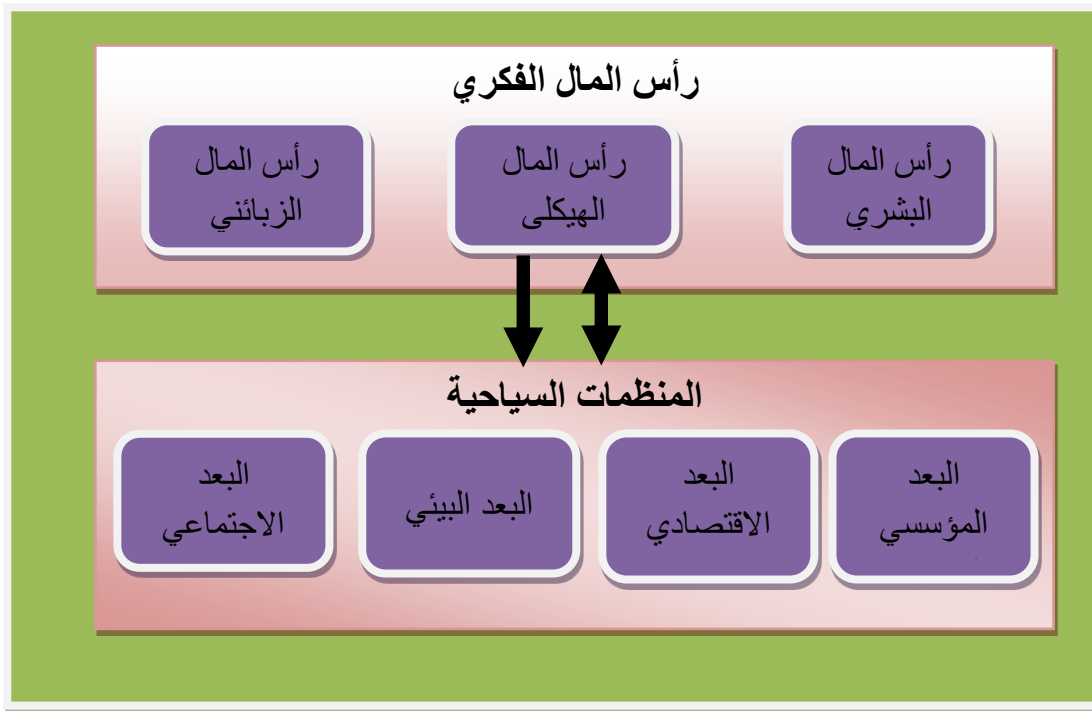 رأس المال الفكري
رأس المال
البشري
رأس المال
الهيكلى
رأس المال
الزبائني
المنظمات السياحية
البعد
المؤسسي
البعد
الاقتصادي
البعد البيئي
البعد
الاجتماعي